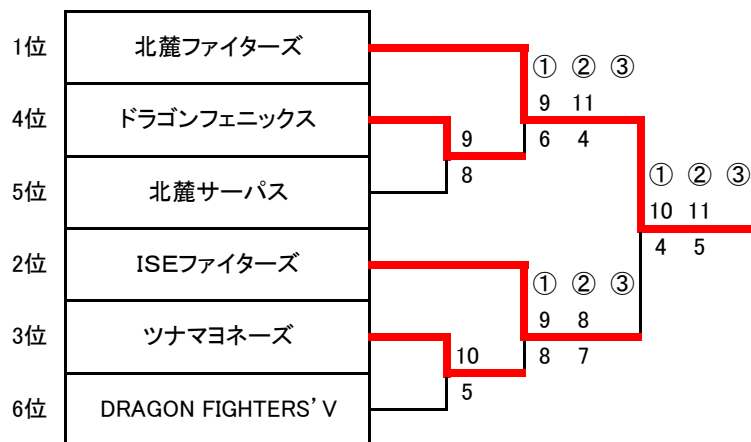 1位 北麓ファイターズ
① ② ③
9 11
4位 ドラゴンフェニックス
9
6 4
8
① ② ③
5位 北麓サーパス
10 11
4 5
2位 ISEファイターズ
① ② ③
9 8
3位 ツナマヨネーズ
10
8 7
5
6位 DRAGON FIGHTERS’V